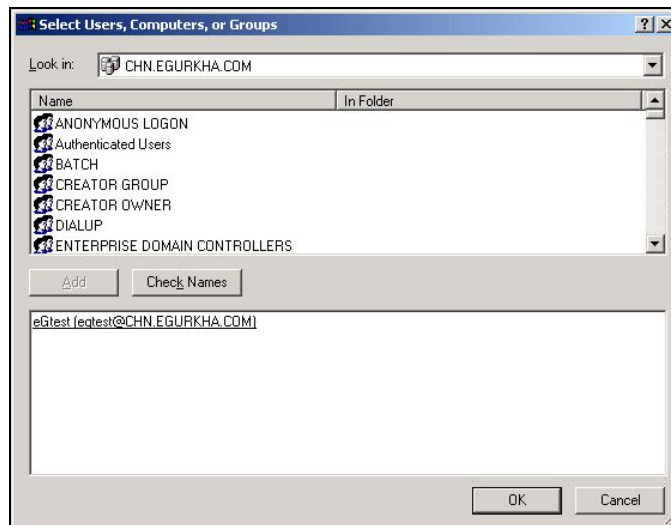 Select Users, Computers, or Groups
Look in: CHN.EGURKHA.COM
Name In Folder
ANONYMOUS LOGON
Authenticated Users
BATCH
CREATOR GROUP
CREATOR OWNER
DIALUP
ENTERPRISE DOMAIN CONTROLLERS
Add Check Names
eGtest (eqtest@CHN.EGURKHA.COM)
OK Cancel